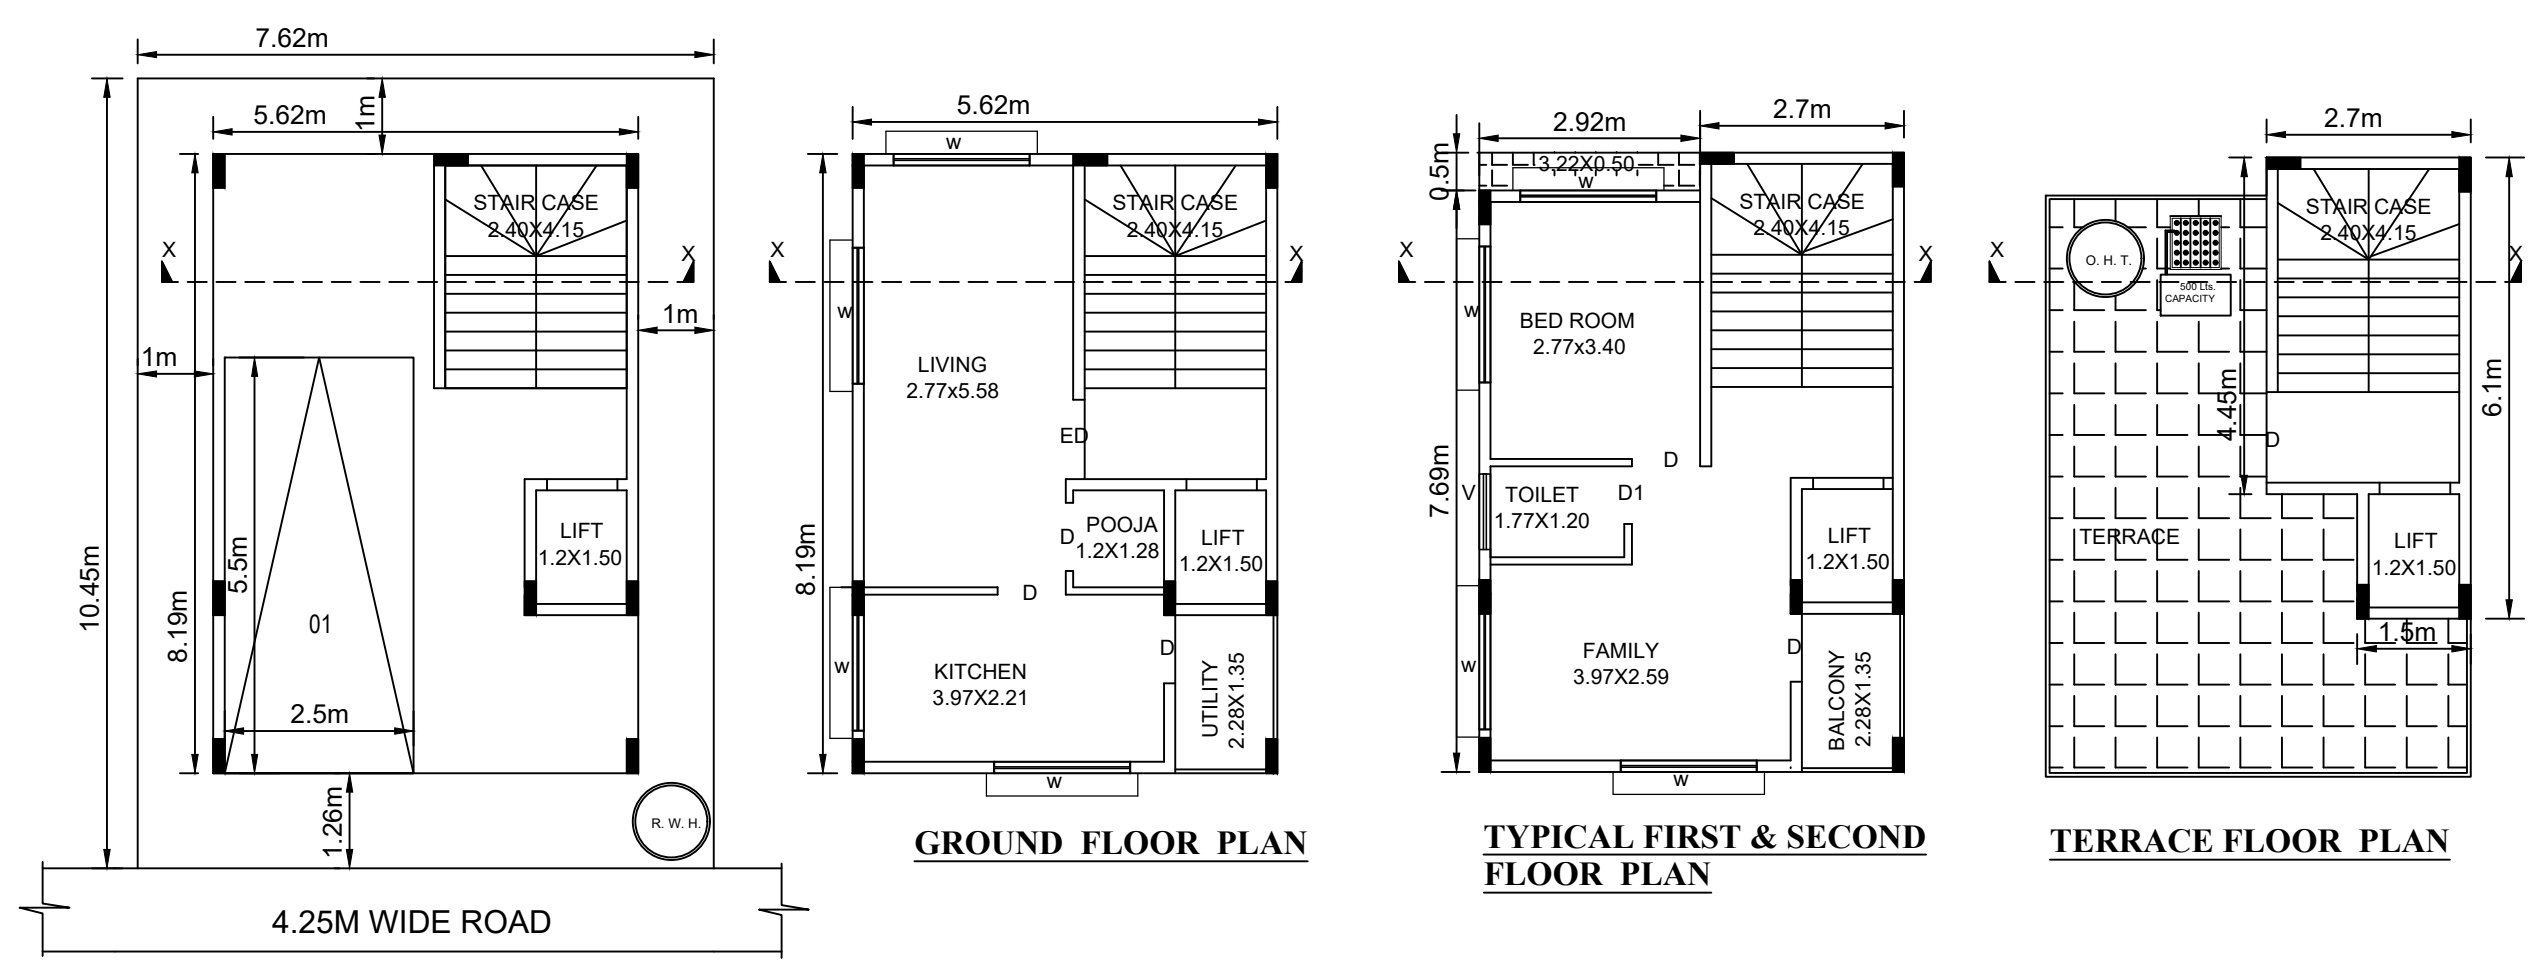 7.62m
1m
5.62m
10.45m
8.19m
STAIR CASE
2.40X4.15
X
X
1m
1m
5.5m
01
2.5m
LIFT
1.2X1.50
1.26m
R. W. H.
4.25M WIDE ROAD
5.62m
8.19m
W
STAIR CASE
2.40X4.15
X
X
W
LIVING
2.77x5.58
ED
POOJA
1.2X1.28
D
LIFT
1.2X1.50
D
W
KITCHEN
3.97X2.21
D
UTILITY
2.28X1.35
W
GROUND FLOOR PLAN
2.92m
2.7m
0.5m
3.22X0.50
W
STAIR CASE
2.40X4.15
X
X
W
BED ROOM
2.77x3.40
D
7.69m
V
TOILET
1.77X1.20
D1
LIFT
1.2X1.50
W
FAMILY
3.97X2.59
D
BALCONY
2.28X1.35
W
TYPICAL FIRST & SECOND
FLOOR PLAN
2.7m
STAIR CASE
2.40X4.15
X
X
O. H. T.
500 Lts.
CAPACITY
4.45m
6.1m
D
TERRACE
LIFT
1.2X1.50
1.5m
TERRACE FLOOR PLAN